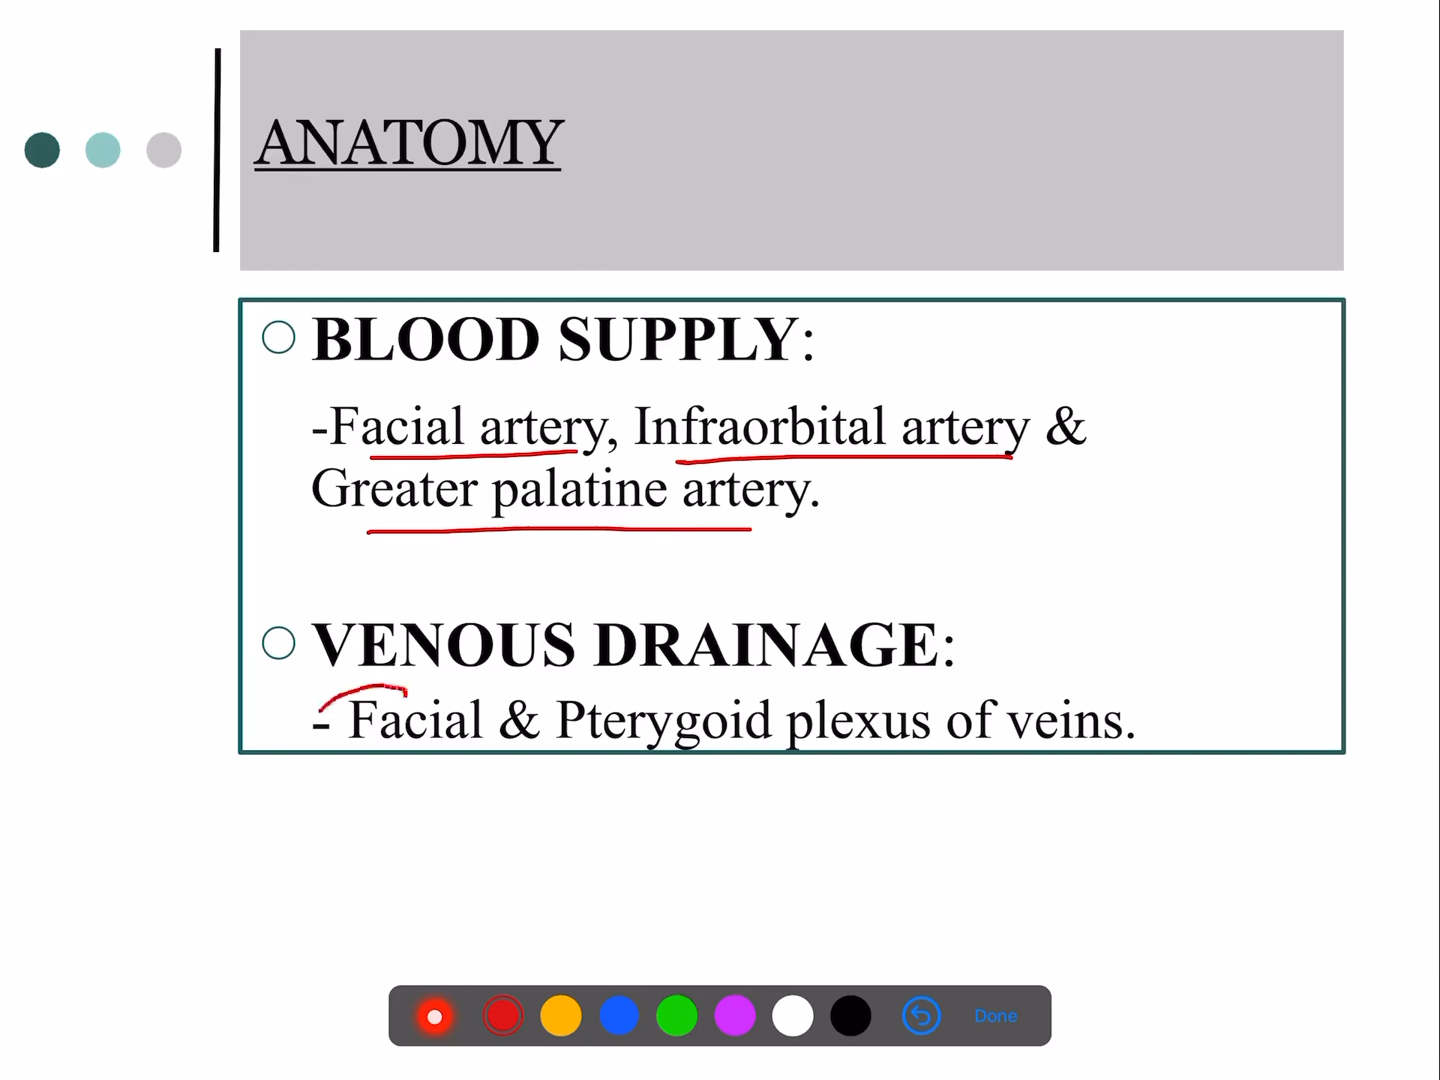 ANATOMY
BLOOD SUPPLY:
-Facial artery, Infraorbital artery &
Greater palatine artery.
VENOUS DRAINAGE:
- Facial & Pterygoid plexus of veins.
Done